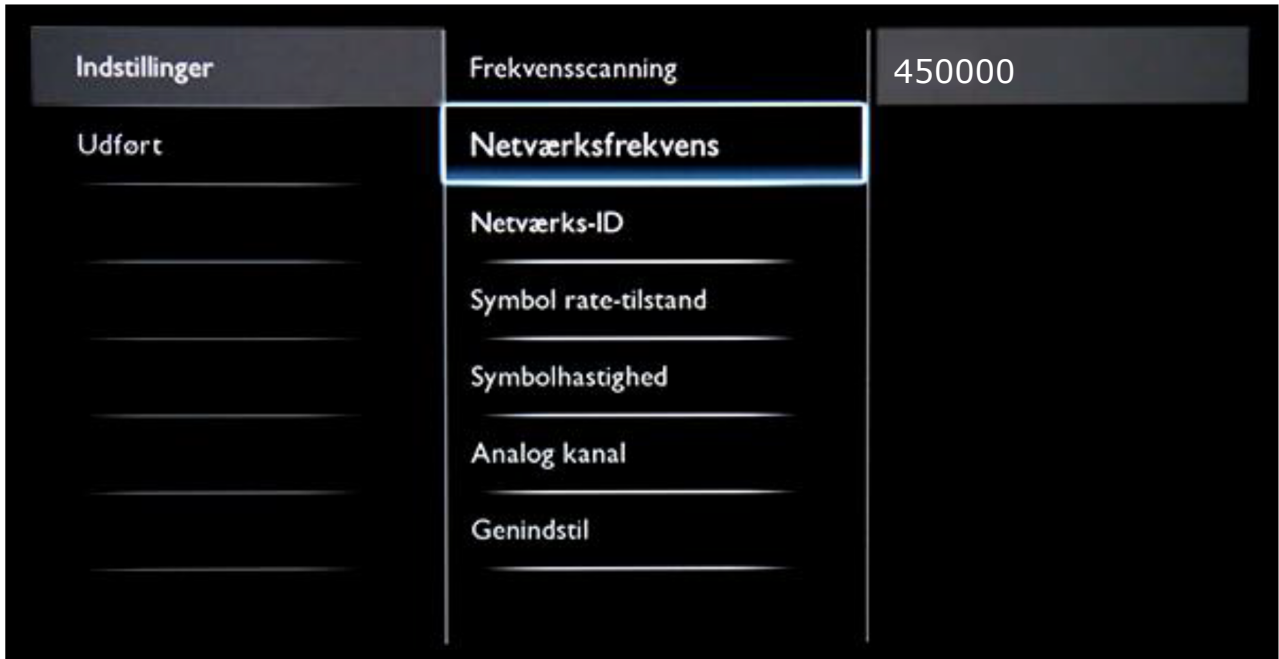 Indstillinger
Udført
Frekvensscanning
Netværksfrekvens
Netværks-ID
Symbol rate-tilstand
Symbolhastighed
Analog kanal
Genindstil
450000